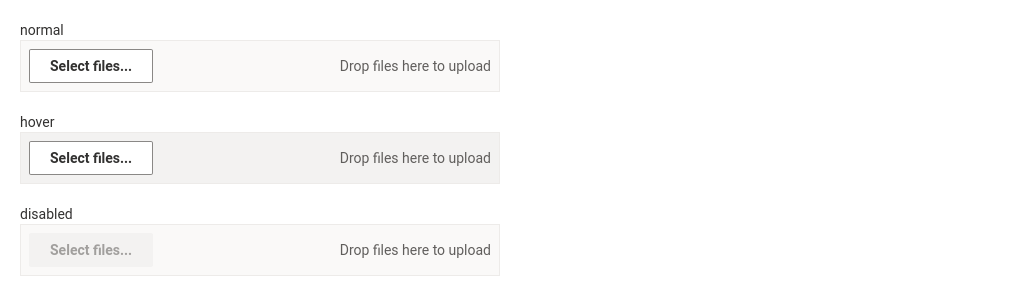 normal
Select files... Drop files here to upload
hover
Select files... Drop files here to upload
disabled
Select files... Drop files here to upload